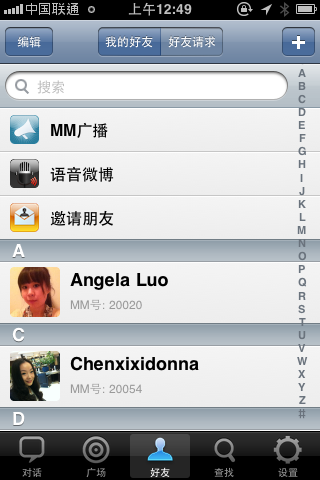 中国联通 上午12:49
编辑 我的好友 好友请求 +
搜索
MM广播
语音微博
邀请朋友
A
Angela Luo
MM号: 20020
C
Chenxixidonna
MM号: 20054
D
A
B
C
D
E
F
G
H
I
J
K
L
M
N
O
P
Q
R
S
T
U
V
W
X
Y
Z
#
对话 广场 好友 查找 设置